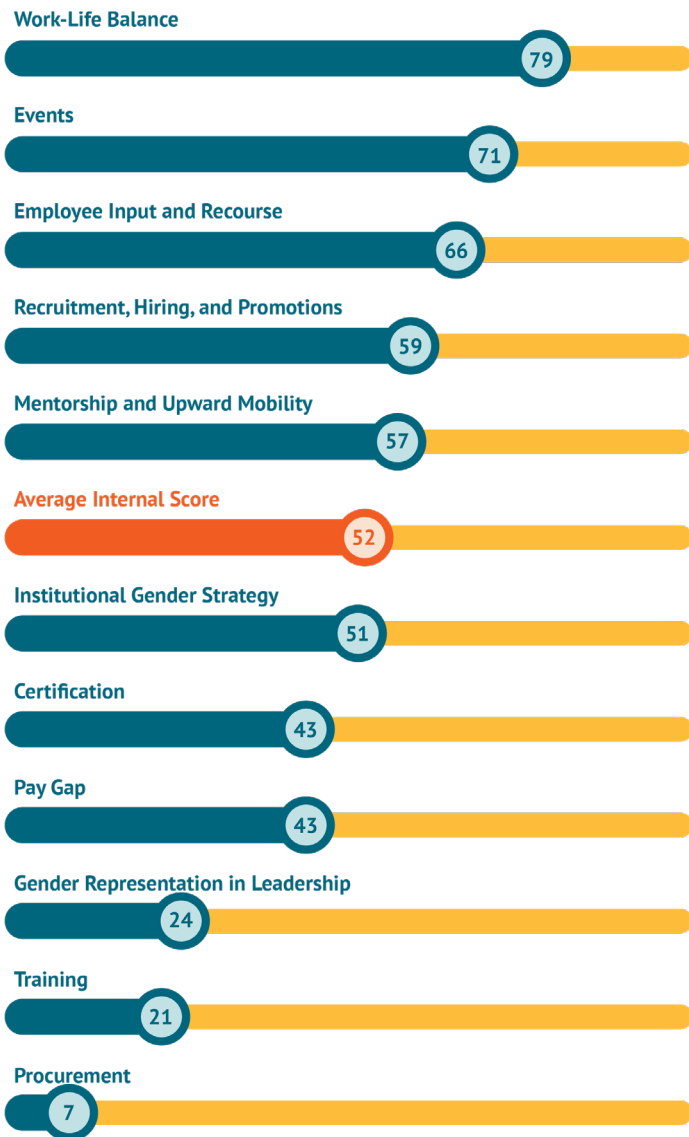 Work-Life Balance
79
Events
71
Employee Input and Recourse
66
Recruitment, Hiring, and Promotions
59
Mentorship and Upward Mobility
57
Average Internal Score
52
Institutional Gender Strategy
51
Certification
43
Pay Gap
43
Gender Representation in Leadership
24
Training
21
Procurement
7